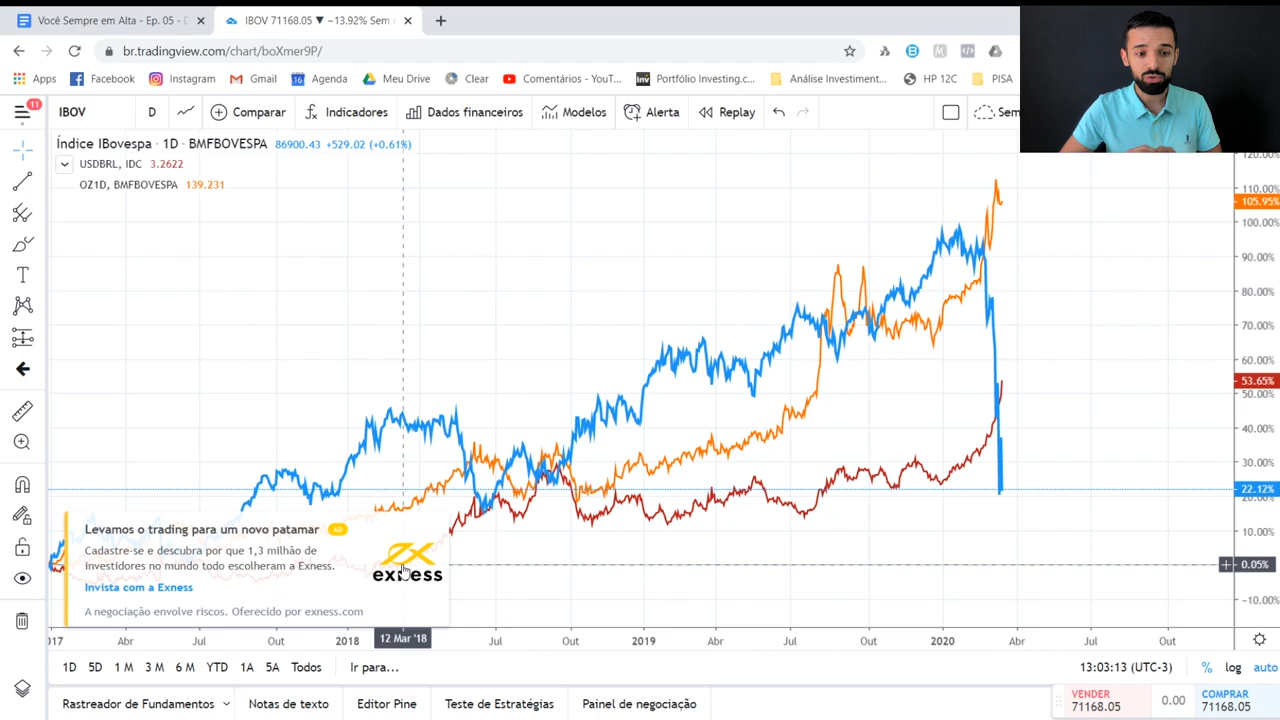 Você Sempre em Alta - Ep. 05 - D
IBOV 71168.05 ▼ −13.92% Sem n
br.tradingview.com/chart/boXmer9P/
Apps
Facebook
Instagram
Gmail
Agenda
Meu Drive
Clear
Comentários - YouT...
Portfólio Investing.c...
Análise Investiment...
HP 12C
PISA
11
IBOV
D
Comparar
Indicadores
Dados financeiros
Modelos
Alerta
Replay
Sem
Índice IBovespa · 1D · BMFBOVESPA 86900.43 +529.02 (+0.61%)
USDBRL, IDC 3.2622
OZ1D, BMFBOVESPA 139.231
120.00%
110.00%
105.95%
100.00%
90.00%
80.00%
70.00%
60.00%
53.65%
50.00%
40.00%
30.00%
22.12%
10.00%
0.05%
−10.00%
Levamos o trading para um novo patamar AD
Cadastre-se e descubra por que 1,3 milhão de
investidores no mundo todo escolheram a Exness.
Invista com a Exness
A negociação envolve riscos. Oferecido por exness.com
exness
2017
Abr
Jul
Out
2018
12 Mar '18
Jul
Out
2019
Abr
Jul
Out
2020
Abr
Jul
Out
1D 5D 1 M 3 M 6 M YTD 1A 5A Todos
Ir para...
13:03:13 (UTC-3)
%
log
auto
Rastreador de Fundamentos
Notas de texto
Editor Pine
Teste de Estratégias
Painel de negociação
VENDER
71168.05
0.00
COMPRAR
71168.05